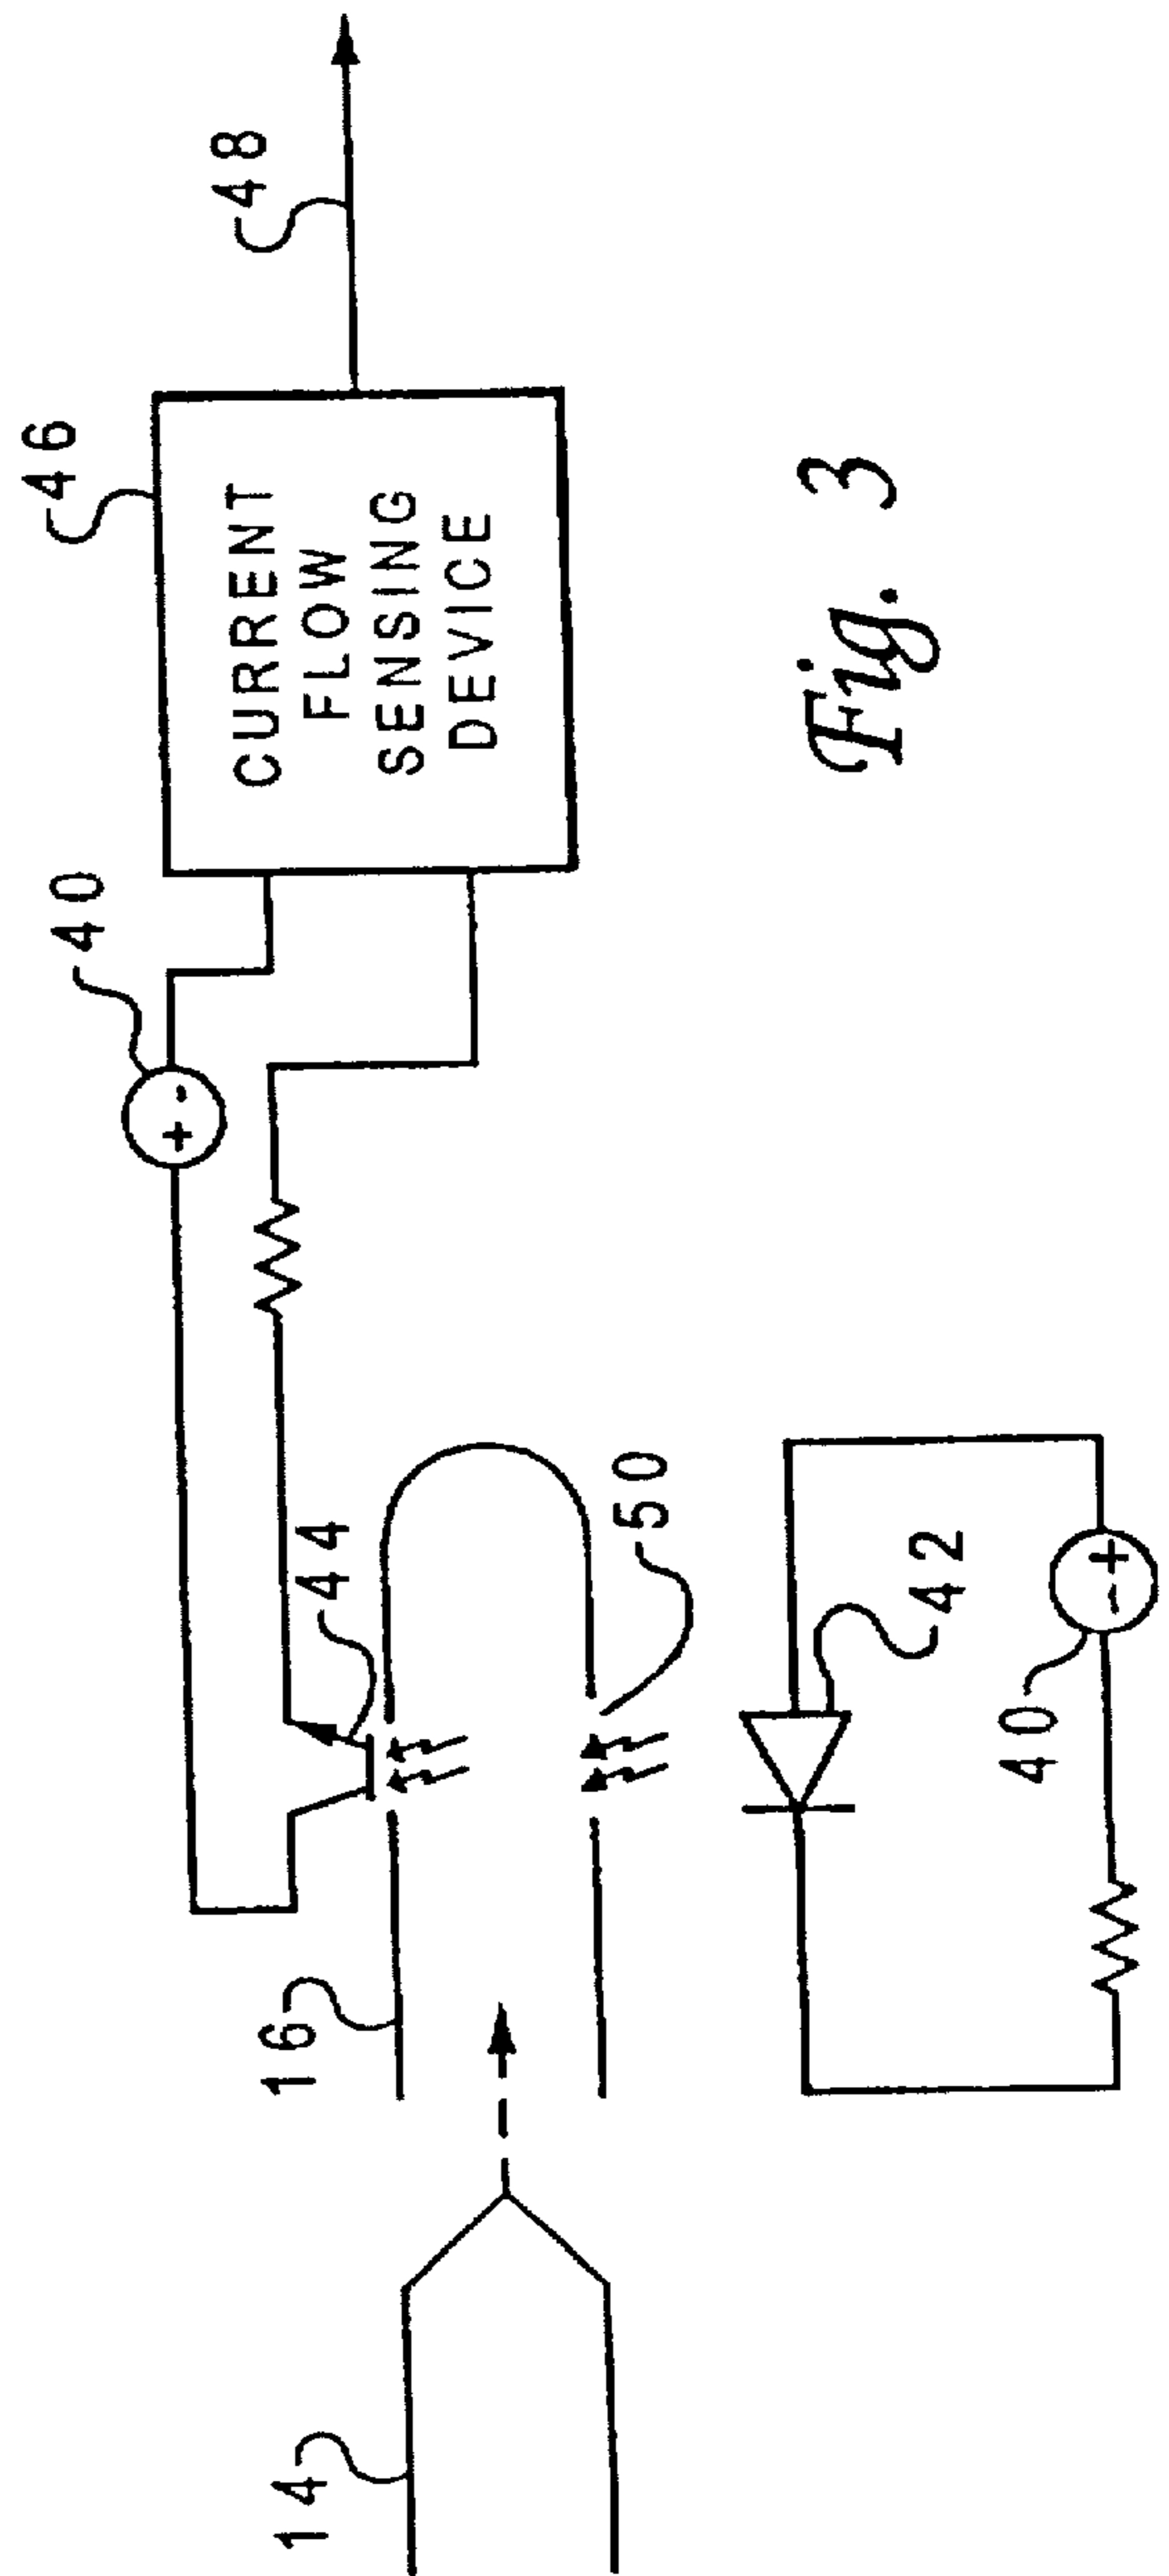 48
46
CURRENT
FLOW
SENSING
DEVICE
40
+ -
44
50
16
14
42
40
- +
Fig. 3